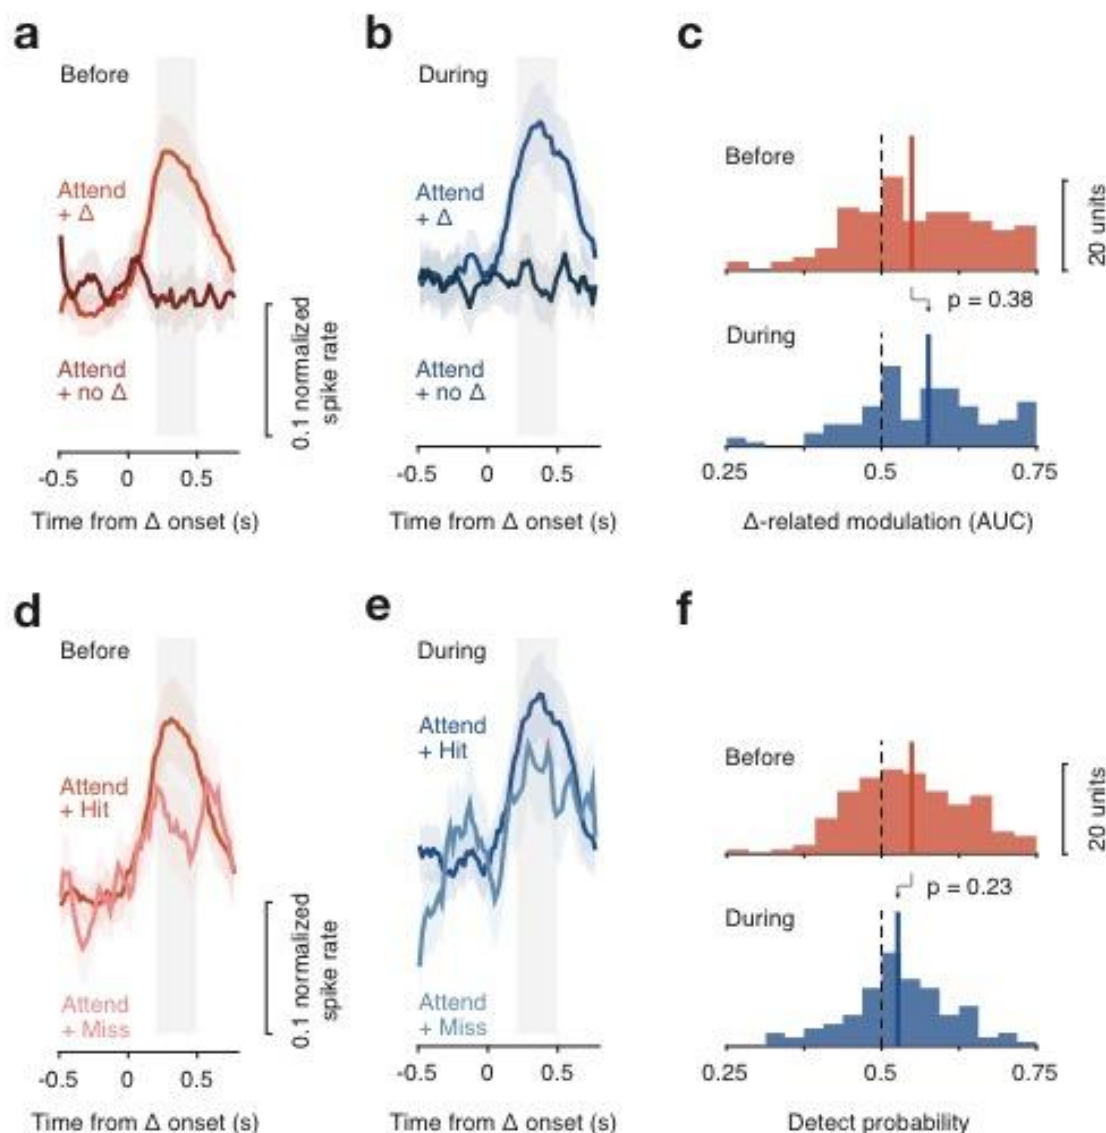 a
Before
Attend
+ Δ
Attend
+ no Δ
0.1 normalized
spike rate
-0.5 0 0.5
Time from Δ onset (s)
b
During
Attend
+ Δ
Attend
+ no Δ
-0.5 0 0.5
Time from Δ onset (s)
c
Before
20 units
p = 0.38
During
0.25 0.5 0.75
Δ-related modulation (AUC)
d
Before
Attend
+ Hit
Attend
+ Miss
0.1 normalized
spike rate
-0.5 0 0.5
Time from Δ onset (s)
e
During
Attend
+ Hit
Attend
+ Miss
-0.5 0 0.5
Time from Δ onset (s)
f
Before
20 units
p = 0.23
During
0.25 0.5 0.75
Detect probability